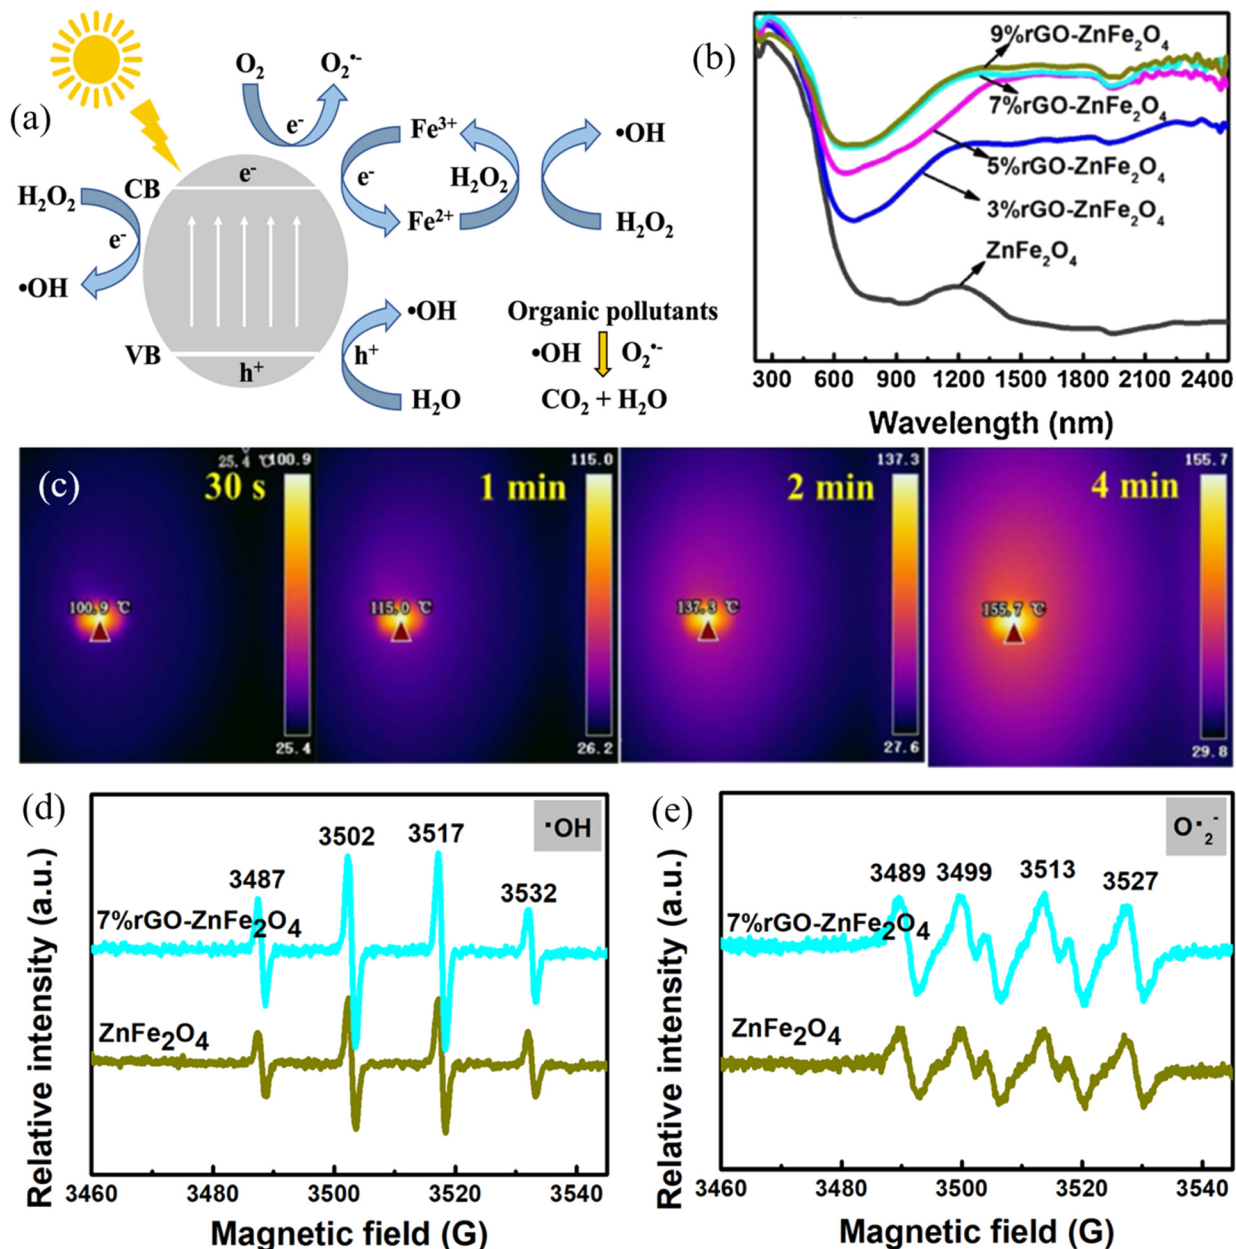 (a)
O₂ O₂•-
e-
Fe³⁺ •OH
CB e- H₂O₂
H₂O₂ e-
e- Fe²⁺ H₂O₂
•OH
•OH Organic pollutants
VB h⁺ •OH O₂•-
h⁺
H₂O CO₂ + H₂O
(b)
9%rGO-ZnFe₂O₄
7%rGO-ZnFe₂O₄
5%rGO-ZnFe₂O₄
3%rGO-ZnFe₂O₄
ZnFe₂O₄
300 600 900 1200 1500 1800 2100 2400
Wavelength (nm)
(c)
25.4 ℃ 100.9
30 s
100.9 ℃
25.4
115.0
1 min
115.0 ℃
26.2
137.3
2 min
137.3 ℃
27.6
155.7
4 min
155.7 ℃
29.8
(d)
·OH
3487 3502 3517 3532
7%rGO-ZnFe₂O₄
ZnFe₂O₄
Relative intensity (a.u.)
3460 3480 3500 3520 3540
Magnetic field (G)
(e)
O·₂-
3489 3499 3513 3527
7%rGO-ZnFe₂O₄
ZnFe₂O₄
Relative intensity (a.u.)
3460 3480 3500 3520 3540
Magnetic field (G)